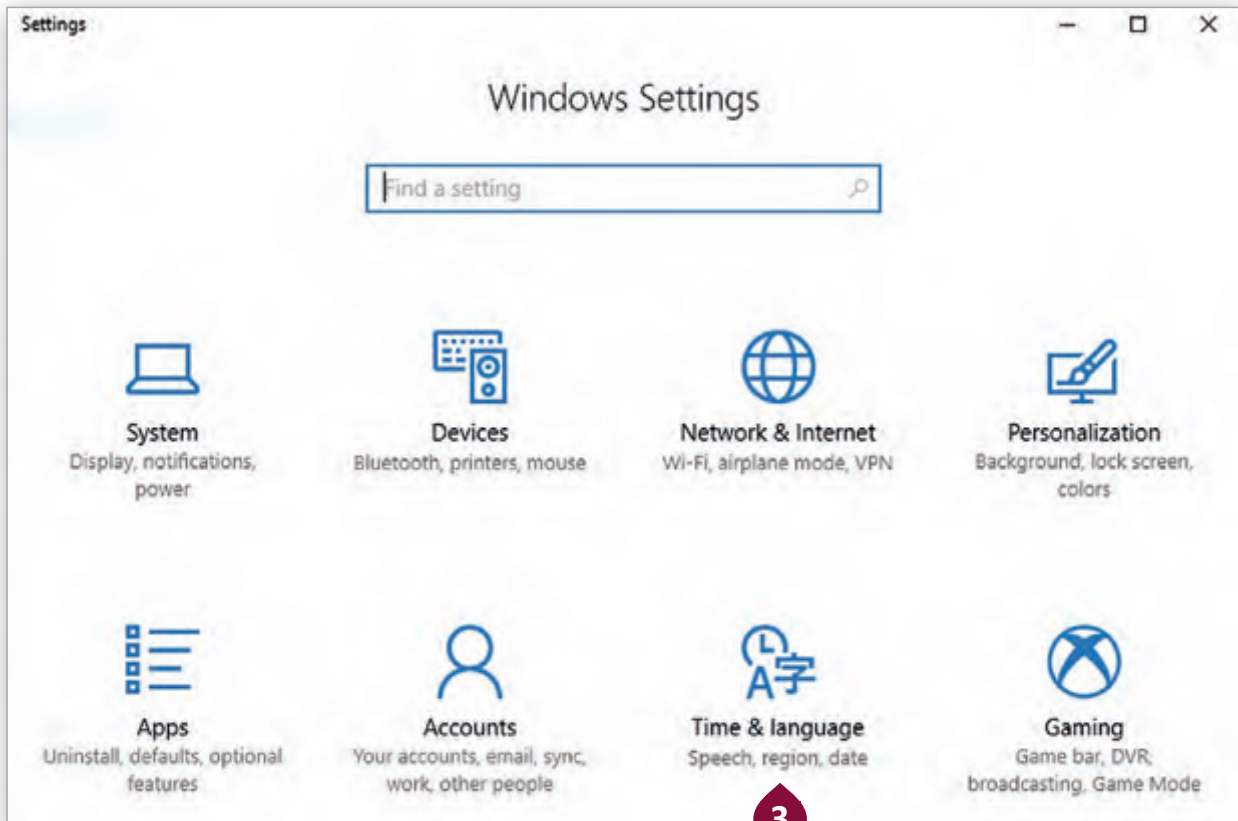 Settings
Windows Settings
Find a setting
System
Display, notifications,
power
Devices
Bluetooth, printers, mouse
Network & Internet
Wi-Fi, airplane mode, VPN
Personalization
Background, lock screen,
colors
Apps
Uninstall, defaults, optional
features
Accounts
Your accounts, email, sync,
work, other people
Time & language
Speech, region, date
Gaming
Game bar, DVR,
broadcasting, Game Mode
3